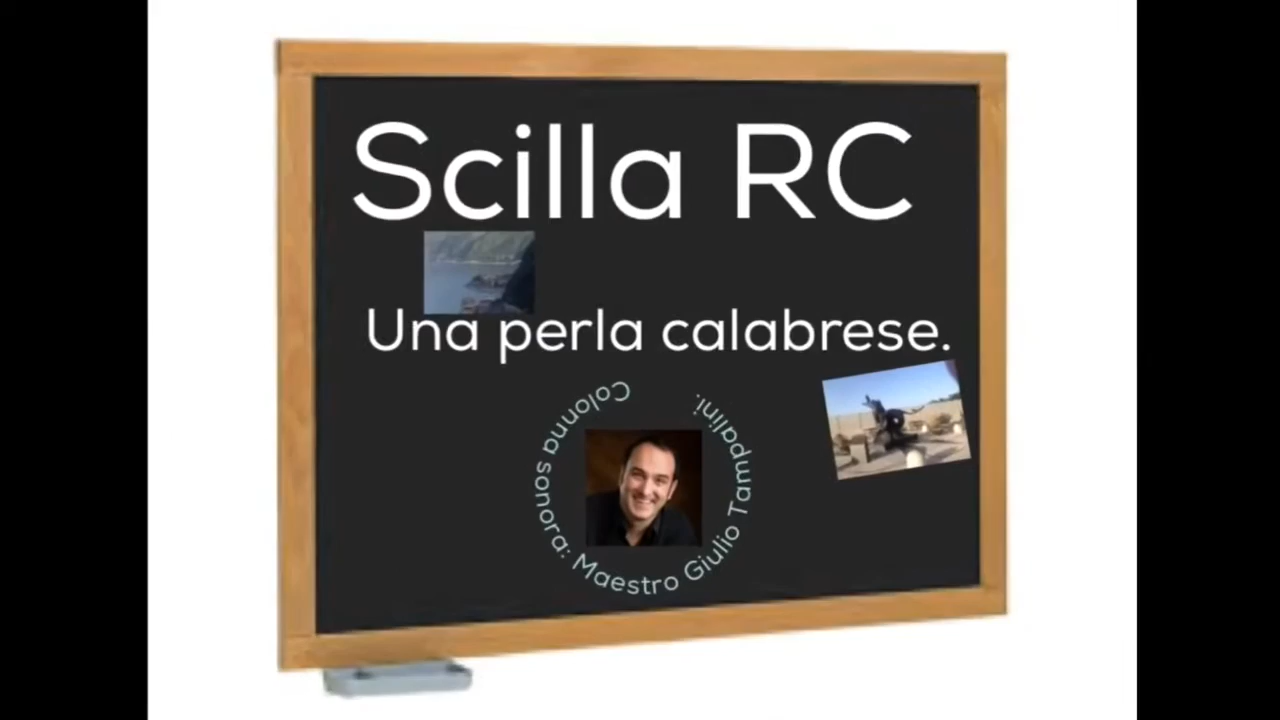 Scilla RC
Una perla calabrese.
Colonna sonora: Maestro Giulio Tampalini.